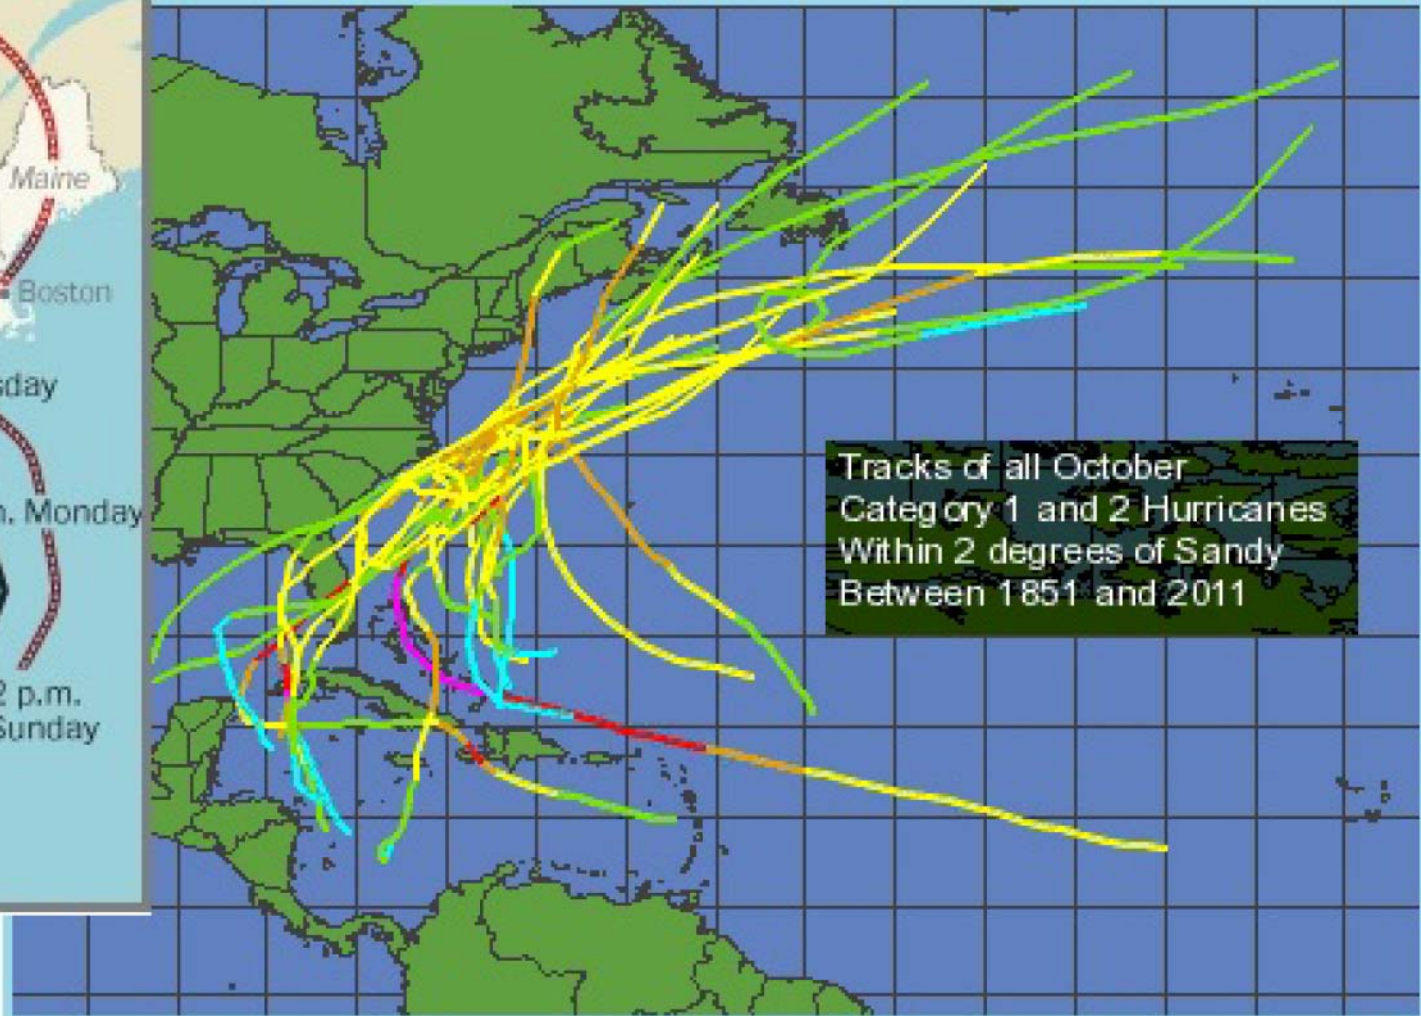 Maine
Boston
sday
n. Monday
2 p.m.
Sunday
Tracks of all October
Category 1 and 2 Hurricanes
Within 2 degrees of Sandy
Between 1851 and 2011